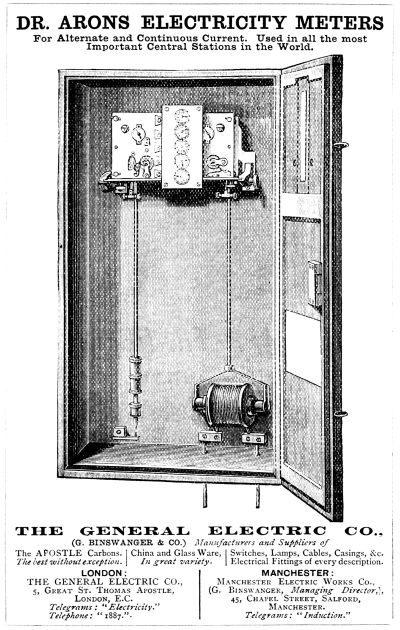 DR. ARONS ELECTRICITY METERS
For Alternate and Continuous Current. Used in all the most
Important Central Stations in the World.
THE GENERAL ELECTRIC CO.,
(G. BINSWANGER & CO.) Manufacturers and Suppliers of
The APOSTLE Carbons.
The best without exception.
China and Glass Ware,
In great variety.
Switches, Lamps, Cables, Casings, &c.
Electrical Fittings of every description.
LONDON:
THE GENERAL ELECTRIC CO.,
5, GREAT ST. THOMAS APOSTLE,
LONDON, E.C.
Telegrams: "Electricity."
Telephone: "1887."
MANCHESTER:
MANCHESTER ELECTRIC WORKS CO.,
(G. BINSWANGER, Managing Director,),
45, CHAPEL STREET, SALFORD,
MANCHESTER.
Telegrams: "Induction."